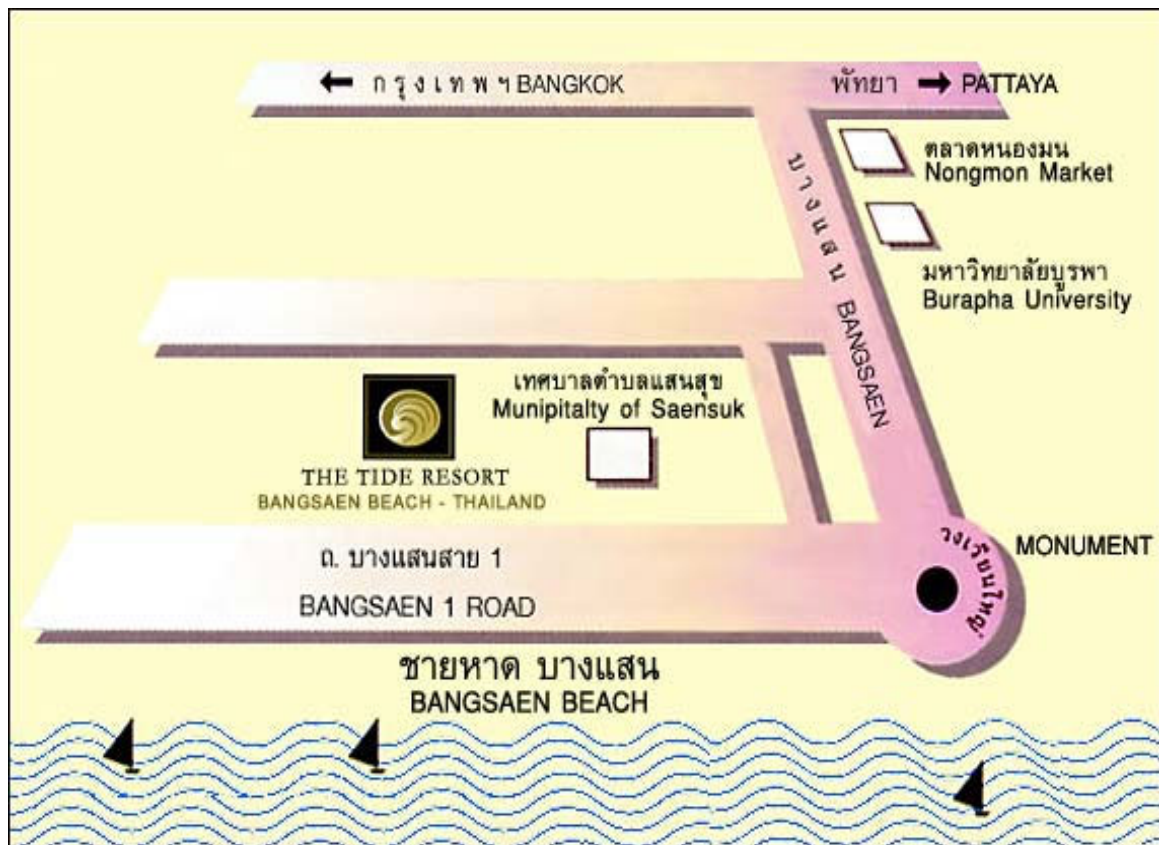 กรุงเทพฯ BANGKOK
พัทยา PATTAYA
ตลาดหนองมน
Nongmon Market
บางแสน BANGSAEN
มหาวิทยาลัยบูรพา
Burapha University
เทศบาลตำบลแสนสุข
Munipitalty of Saensuk
THE TIDE RESORT
BANGSAEN BEACH - THAILAND
ถ. บางแสนสาย 1
BANGSAEN 1 ROAD
วงเวียนใหญ่
MONUMENT
ชายหาด บางแสน
BANGSAEN BEACH